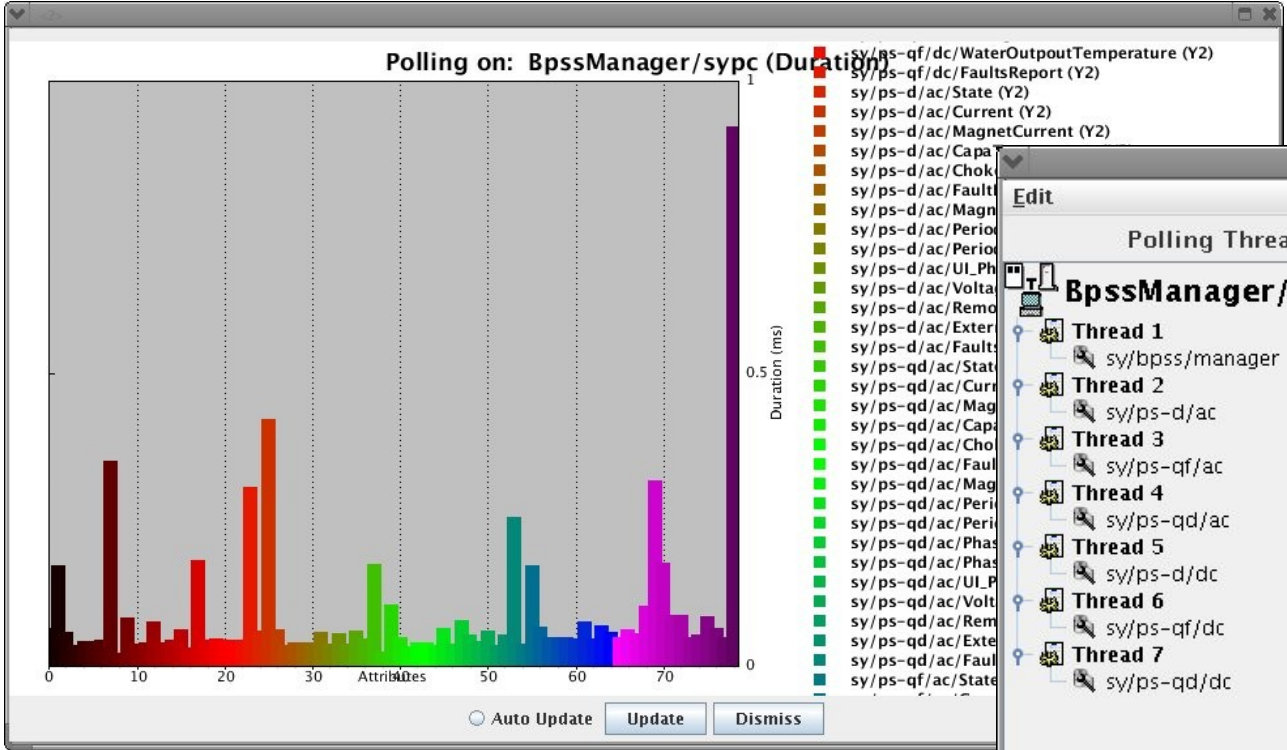 Polling on: BpssManager/sypc (Duration)
1
0.5
0
Duration (ms)
0
10
20
30
40
50
60
70
Attributes
sy/ps-qf/dc/WaterOutpoutTemperature (Y2)
sy/ps-qf/dc/FaultsReport (Y2)
sy/ps-d/ac/State (Y2)
sy/ps-d/ac/Current (Y2)
sy/ps-d/ac/MagnetCurrent (Y2)
sy/ps-d/ac/Capa
sy/ps-d/ac/Chok
sy/ps-d/ac/Fault
sy/ps-d/ac/Magn
sy/ps-d/ac/Perio
sy/ps-d/ac/Perio
sy/ps-d/ac/UI_Ph
sy/ps-d/ac/Volta
sy/ps-d/ac/Remo
sy/ps-d/ac/Exter
sy/ps-d/ac/Faults
sy/ps-qd/ac/Stat
sy/ps-qd/ac/Curr
sy/ps-qd/ac/Mag
sy/ps-qd/ac/Capa
sy/ps-qd/ac/Chol
sy/ps-qd/ac/Faul
sy/ps-qd/ac/Mag
sy/ps-qd/ac/Peri
sy/ps-qd/ac/Peri
sy/ps-qd/ac/Phas
sy/ps-qd/ac/Phas
sy/ps-qd/ac/UI_P
sy/ps-qd/ac/Volt
sy/ps-qd/ac/Rem
sy/ps-qd/ac/Exte
sy/ps-qd/ac/Faul
sy/ps-qf/ac/State
Auto Update
Update
Dismiss
Edit
Polling Threa
BpssManager/
Thread 1
sy/bpss/manager
Thread 2
sy/ps-d/ac
Thread 3
sy/ps-qf/ac
Thread 4
sy/ps-qd/ac
Thread 5
sy/ps-d/dc
Thread 6
sy/ps-qf/dc
Thread 7
sy/ps-qd/dc